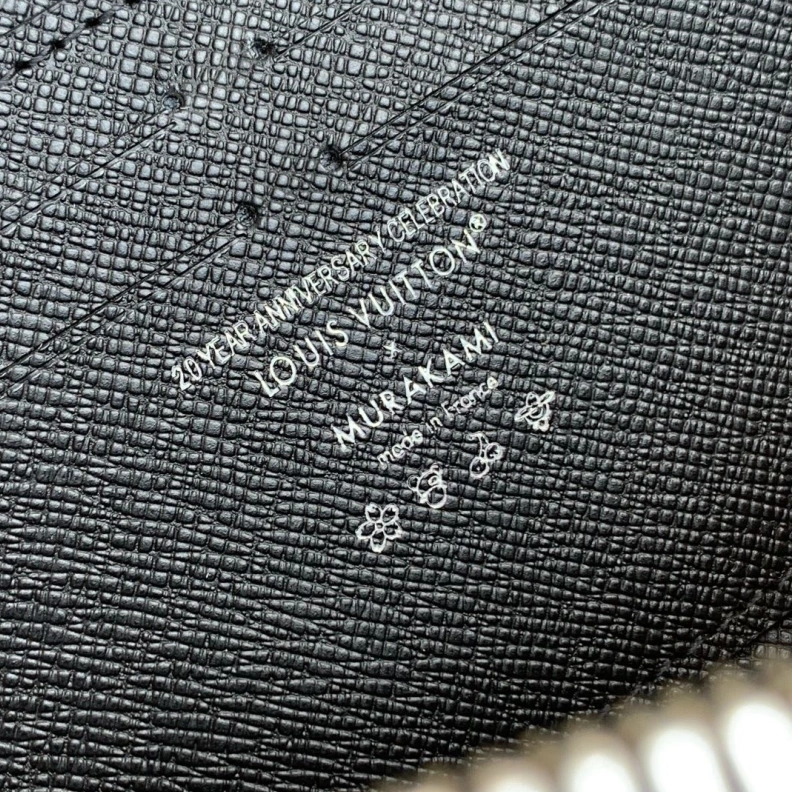 20 YEAR ANNIVERSARY CELEBRATION
LOUIS VUITTON®
x
MURAKAMI
made in France